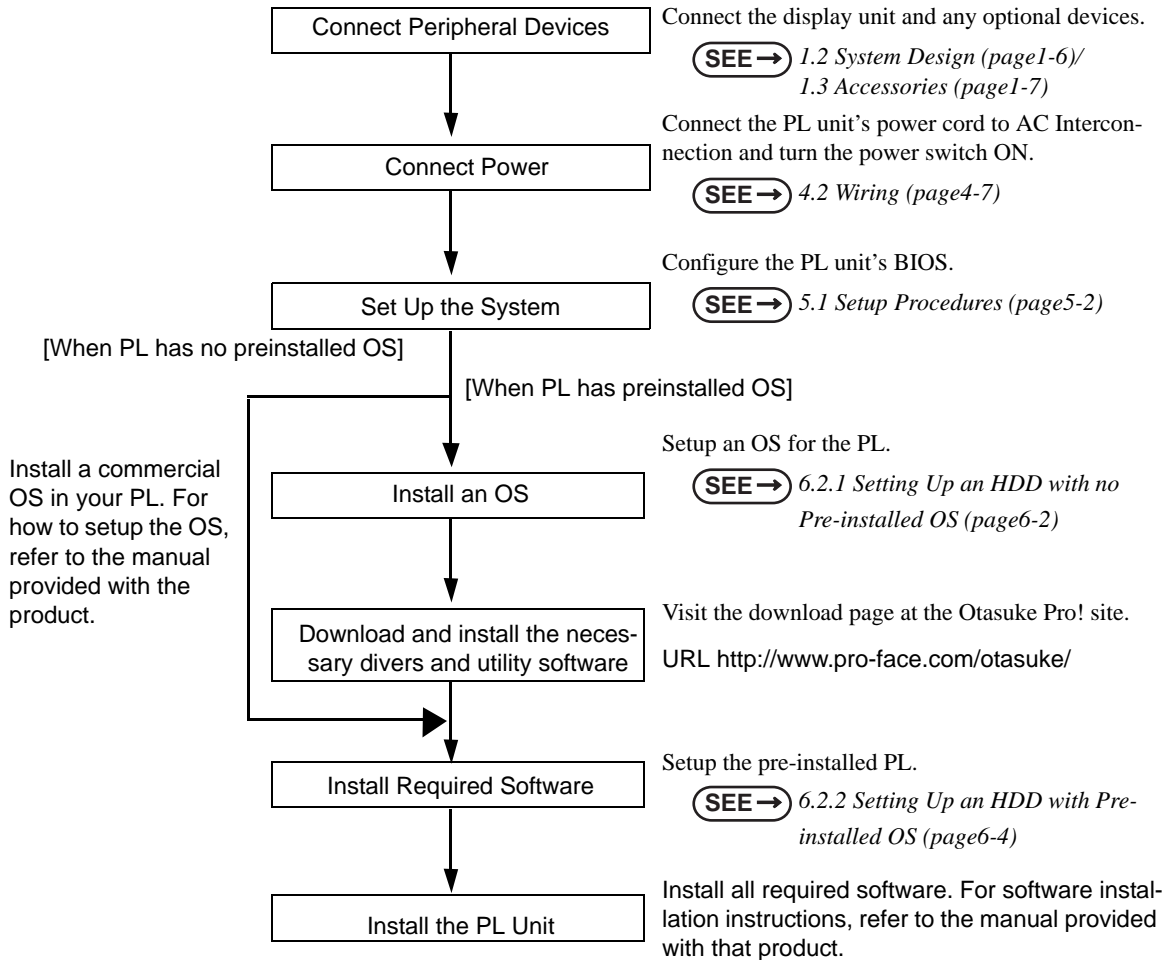 Connect Peripheral Devices
Connect the display unit and any optional devices.
SEE→ 1.2 System Design (page1-6)/
1.3 Accessories (page1-7)
Connect Power
Connect the PL unit's power cord to AC Intercon-
nection and turn the power switch ON.
SEE→ 4.2 Wiring (page4-7)
Set Up the System
Configure the PL unit's BIOS.
SEE→ 5.1 Setup Procedures (page5-2)
[When PL has no preinstalled OS]
[When PL has preinstalled OS]
Install a commercial
OS in your PL. For
how to setup the OS,
refer to the manual
provided with the
product.
Install an OS
Setup an OS for the PL.
SEE→ 6.2.1 Setting Up an HDD with no
Pre-installed OS (page6-2)
Download and install the neces-
sary divers and utility software
Visit the download page at the Otasuke Pro! site.
URL http://www.pro-face.com/otasuke/
Install Required Software
Setup the pre-installed PL.
SEE→ 6.2.2 Setting Up an HDD with Pre-
installed OS (page6-4)
Install the PL Unit
Install all required software. For software instal-
lation instructions, refer to the manual provided
with that product.